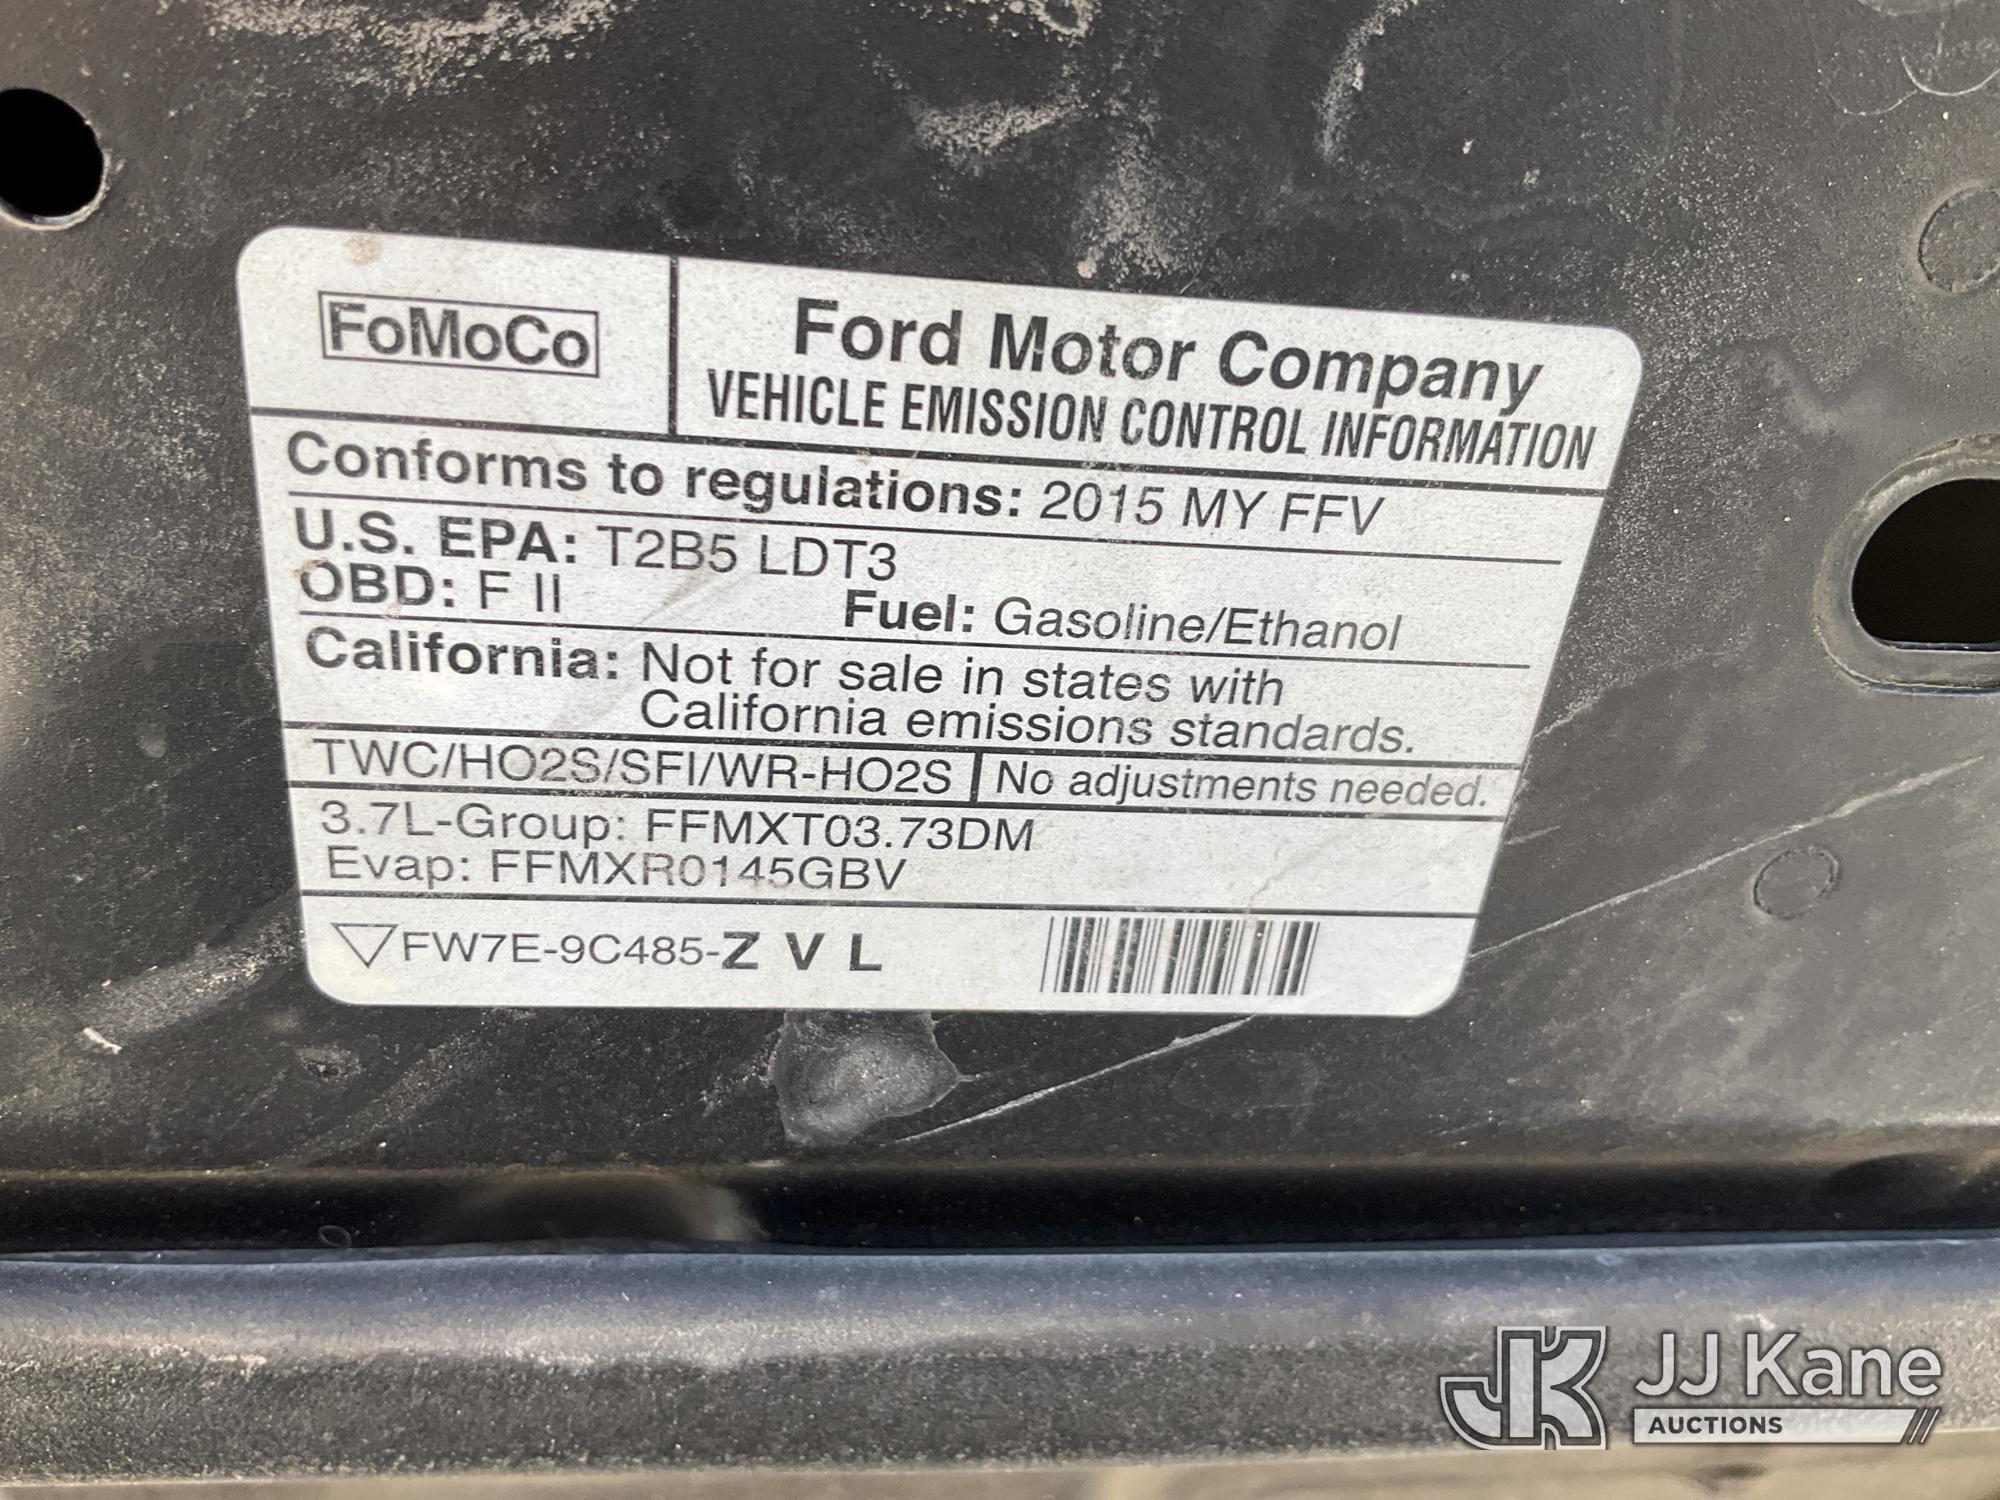 FoMoCo
Ford Motor Company
VEHICLE EMISSION CONTROL INFORMATION
Conforms to regulations: 2015 MY FFV
U.S. EPA: T2B5 LDT3
OBD: F II Fuel: Gasoline/Ethanol
California: Not for sale in states with
California emissions standards.
TWC/HO2S/SFI/WR-HO2S No adjustments needed.
3.7L-Group: FFMXT03.73DM
Evap: FFMXR0145GBV
FW7E-9C485-Z V L
JK JJ Kane
AUCTIONS